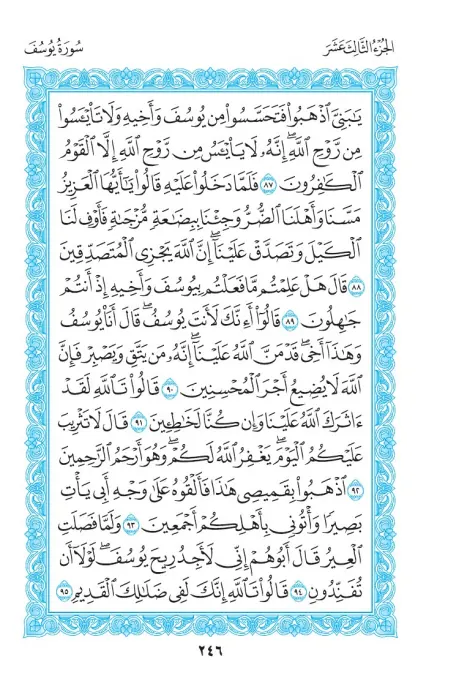 الجُزْءُ الثَّالِثَ عَشَرَ
سُورَةُ يُوسُفَ
يَٰبَنِيَّ ٱذْهَبُوا۟ فَتَحَسَّسُوا۟ مِن يُوسُفَ وَأَخِيهِ وَلَا تَا۟يْـَٔسُوا۟
مِن رَّوْحِ ٱللَّهِ ۖ إِنَّهُۥ لَا يَا۟يْـَٔسُ مِن رَّوْحِ ٱللَّهِ إِلَّا ٱلْقَوْمُ
ٱلْكَٰفِرُونَ ٨٧ فَلَمَّا دَخَلُوا۟ عَلَيْهِ قَالُوا۟ يَٰٓأَيُّهَا ٱلْعَزِيزُ
مَسَّنَا وَأَهْلَنَا ٱلضُّرُّ وَجِئْنَا بِبِضَٰعَةٍ مُّزْجَىٰةٍ فَأَوْفِ لَنَا
ٱلْكَيْلَ وَتَصَدَّقْ عَلَيْنَآ ۖ إِنَّ ٱللَّهَ يَجْزِى ٱلْمُتَصَدِّقِينَ
٨٨ قَالَ هَلْ عَلِمْتُم مَّا فَعَلْتُم بِيُوسُفَ وَأَخِيهِ إِذْ أَنتُمْ
جَٰهِلُونَ ٨٩ قَالُوٓا۟ أَءِنَّكَ لَأَنتَ يُوسُفُ ۖ قَالَ أَنَا۠ يُوسُفُ
وَهَٰذَآ أَخِى ۖ قَدْ مَنَّ ٱللَّهُ عَلَيْنَآ ۖ إِنَّهُۥ مَن يَتَّقِ وَيَصْبِرْ فَإِنَّ
ٱللَّهَ لَا يُضِيعُ أَجْرَ ٱلْمُحْسِنِينَ ٩٠ قَالُوا۟ تَٱللَّهِ لَقَدْ
ءَاثَرَكَ ٱللَّهُ عَلَيْنَا وَإِن كُنَّا لَخَٰطِـِٔينَ ٩١ قَالَ لَا تَثْرِيبَ
عَلَيْكُمُ ٱلْيَوْمَ ۖ يَغْفِرُ ٱللَّهُ لَكُمْ ۖ وَهُوَ أَرْحَمُ ٱلرَّٰحِمِينَ
٩٢ ٱذْهَبُوا۟ بِقَمِيصِى هَٰذَا فَأَلْقُوهُ عَلَىٰ وَجْهِ أَبِى يَأْتِ
بَصِيرًا وَأْتُونِى بِأَهْلِكُمْ أَجْمَعِينَ ٩٣ وَلَمَّا فَصَلَتِ
ٱلْعِيرُ قَالَ أَبُوهُمْ إِنِّى لَأَجِدُ رِيحَ يُوسُفَ ۖ لَوْلَآ أَن
تُفَنِّدُونِ ٩٤ قَالُوا۟ تَٱللَّهِ إِنَّكَ لَفِى ضَلَٰلِكَ ٱلْقَدِيمِ ٩٥
٢٤٦